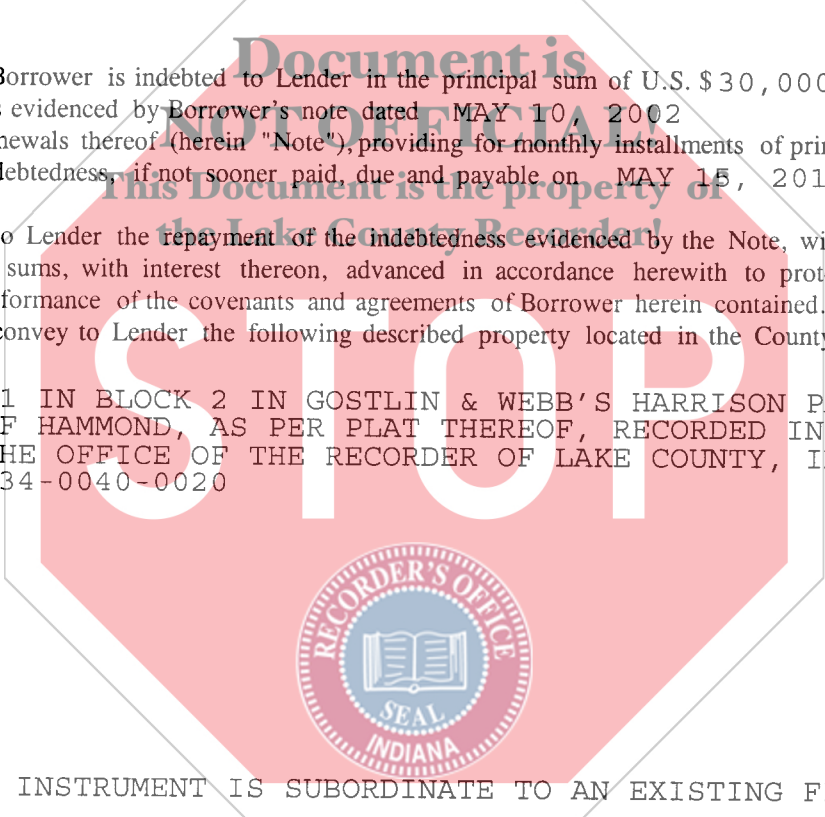 Document is
Borrower is indebted to Lender in the principal sum of U.S. $30,000
s evidenced by Borrower's note dated MAY 10, 2002
NOT OFFICIAL!
newals thereof (herein "Note"), providing for monthly installments of prin
debtedness, if not sooner paid, due and payable on MAY 15, 201
This Document is the property of
the Lake County Recorder!
o Lender the repayment of the indebtedness evidenced by the Note, wi
sums, with interest thereon, advanced in accordance herewith to prot
formance of the covenants and agreements of Borrower herein contained.
convey to Lender the following described property located in the County
STOP
1 IN BLOCK 2 IN GOSTLIN & WEBB'S HARRISON PA
F HAMMOND, AS PER PLAT THEREOF, RECORDED IN
HE OFFICE OF THE RECORDER OF LAKE COUNTY, I
34-0040-0020
RECORDER'S OFFICE
SEAL
INDIANA
INSTRUMENT IS SUBORDINATE TO AN EXISTING F